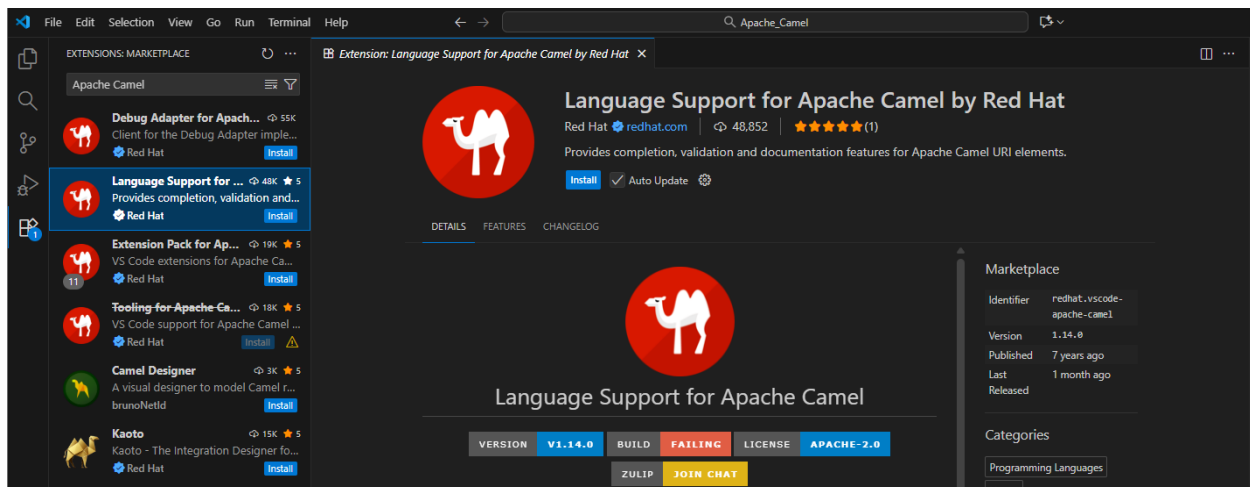 File Edit Selection View Go Run Terminal Help
Apache_Camel
EXTENSIONS: MARKETPLACE
Apache Camel
Debug Adapter for Apach... 55K
Client for the Debug Adapter imple...
Red Hat Install
Language Support for ... 48K 5
Provides completion, validation and...
Red Hat Install
Extension Pack for Ap... 19K 5
VS Code extensions for Apache Ca...
11 Red Hat Install
Tooling for Apache Ca... 18K 5
VS Code support for Apache Camel ...
Red Hat Install
Camel Designer 3K 5
A visual designer to model Camel r...
brunoNetId Install
Kaoto 15K 5
Kaoto - The Integration Designer fo...
Red Hat Install
1
Extension: Language Support for Apache Camel by Red Hat
Language Support for Apache Camel by Red Hat
Red Hat redhat.com 48,852 (1)
Provides completion, validation and documentation features for Apache Camel URI elements.
Install Auto Update
DETAILS FEATURES CHANGELOG
Language Support for Apache Camel
VERSION V1.14.0 BUILD FAILING LICENSE APACHE-2.0
ZULIP JOIN CHAT
Marketplace
Identifier redhat.vscode-
apache-camel
Version 1.14.0
Published 7 years ago
Last 1 month ago
Released
Categories
Programming Languages